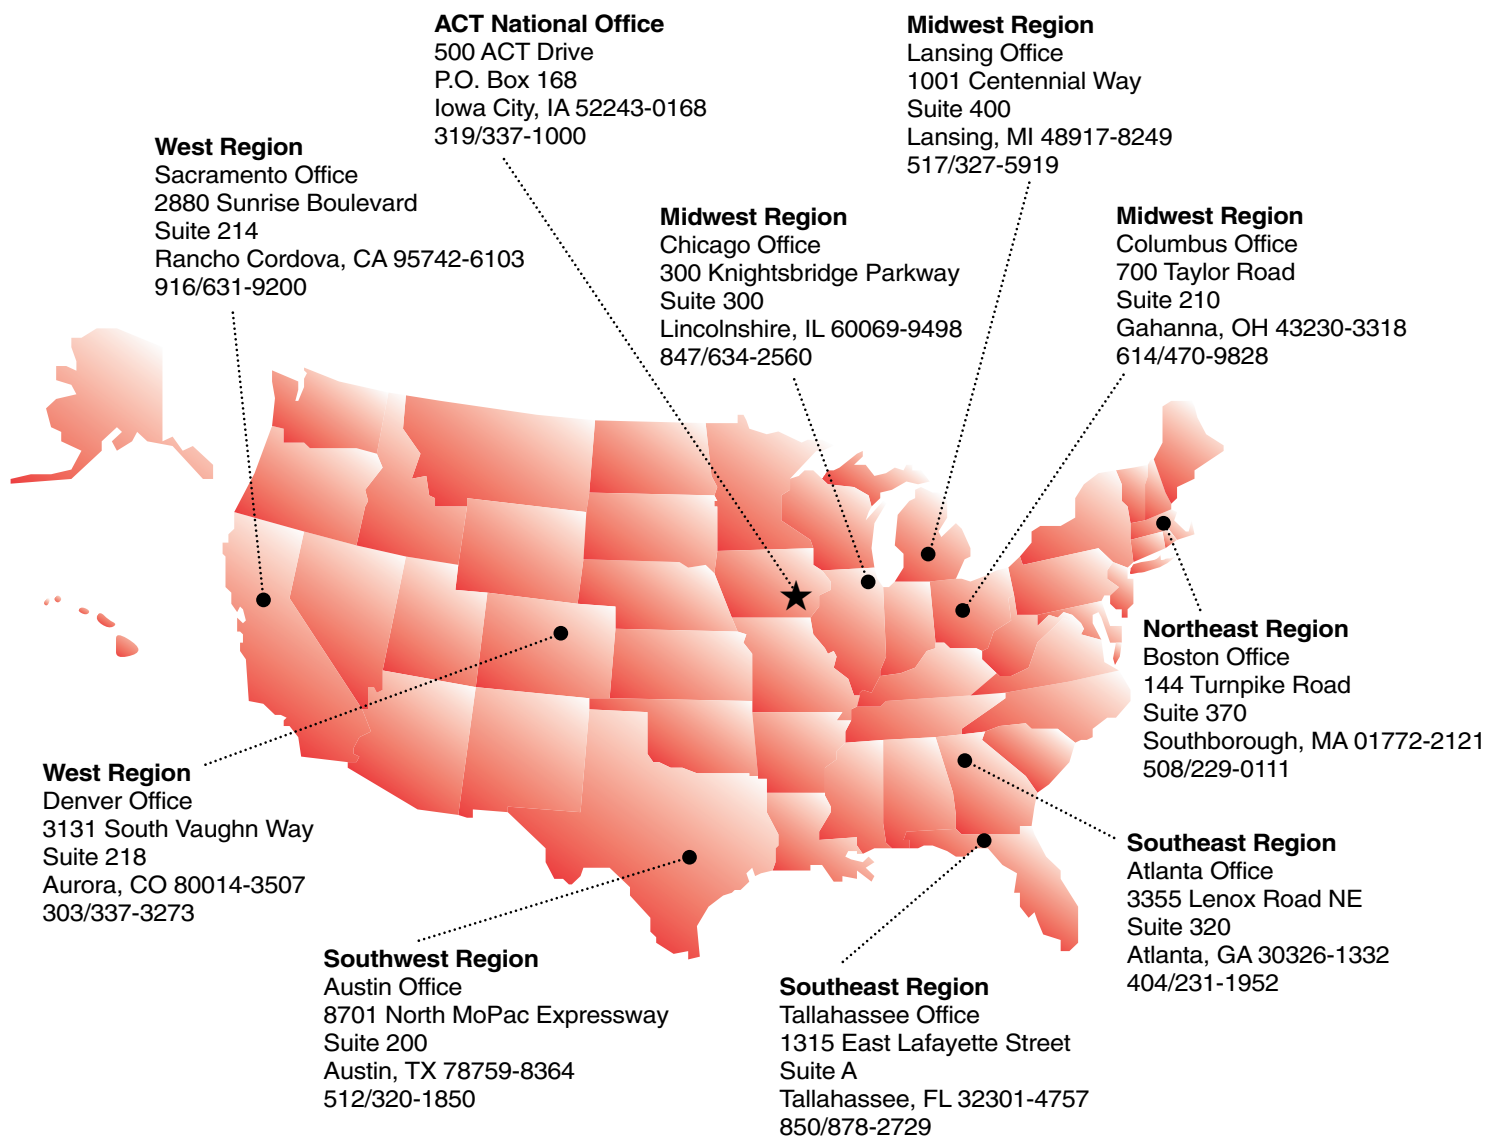 ACT National Office
500 ACT Drive
P.O. Box 168
Iowa City, IA 52243-0168
319/337-1000
Midwest Region
Lansing Office
1001 Centennial Way
Suite 400
Lansing, MI 48917-8249
517/327-5919
West Region
Sacramento Office
2880 Sunrise Boulevard
Suite 214
Rancho Cordova, CA 95742-6103
916/631-9200
Midwest Region
Chicago Office
300 Knightsbridge Parkway
Suite 300
Lincolnshire, IL 60069-9498
847/634-2560
Midwest Region
Columbus Office
700 Taylor Road
Suite 210
Gahanna, OH 43230-3318
614/470-9828
Northeast Region
Boston Office
144 Turnpike Road
Suite 370
Southborough, MA 01772-2121
508/229-0111
West Region
Denver Office
3131 South Vaughn Way
Suite 218
Aurora, CO 80014-3507
303/337-3273
Southeast Region
Atlanta Office
3355 Lenox Road NE
Suite 320
Atlanta, GA 30326-1332
404/231-1952
Southwest Region
Austin Office
8701 North MoPac Expressway
Suite 200
Austin, TX 78759-8364
512/320-1850
Southeast Region
Tallahassee Office
1315 East Lafayette Street
Suite A
Tallahassee, FL 32301-4757
850/878-2729